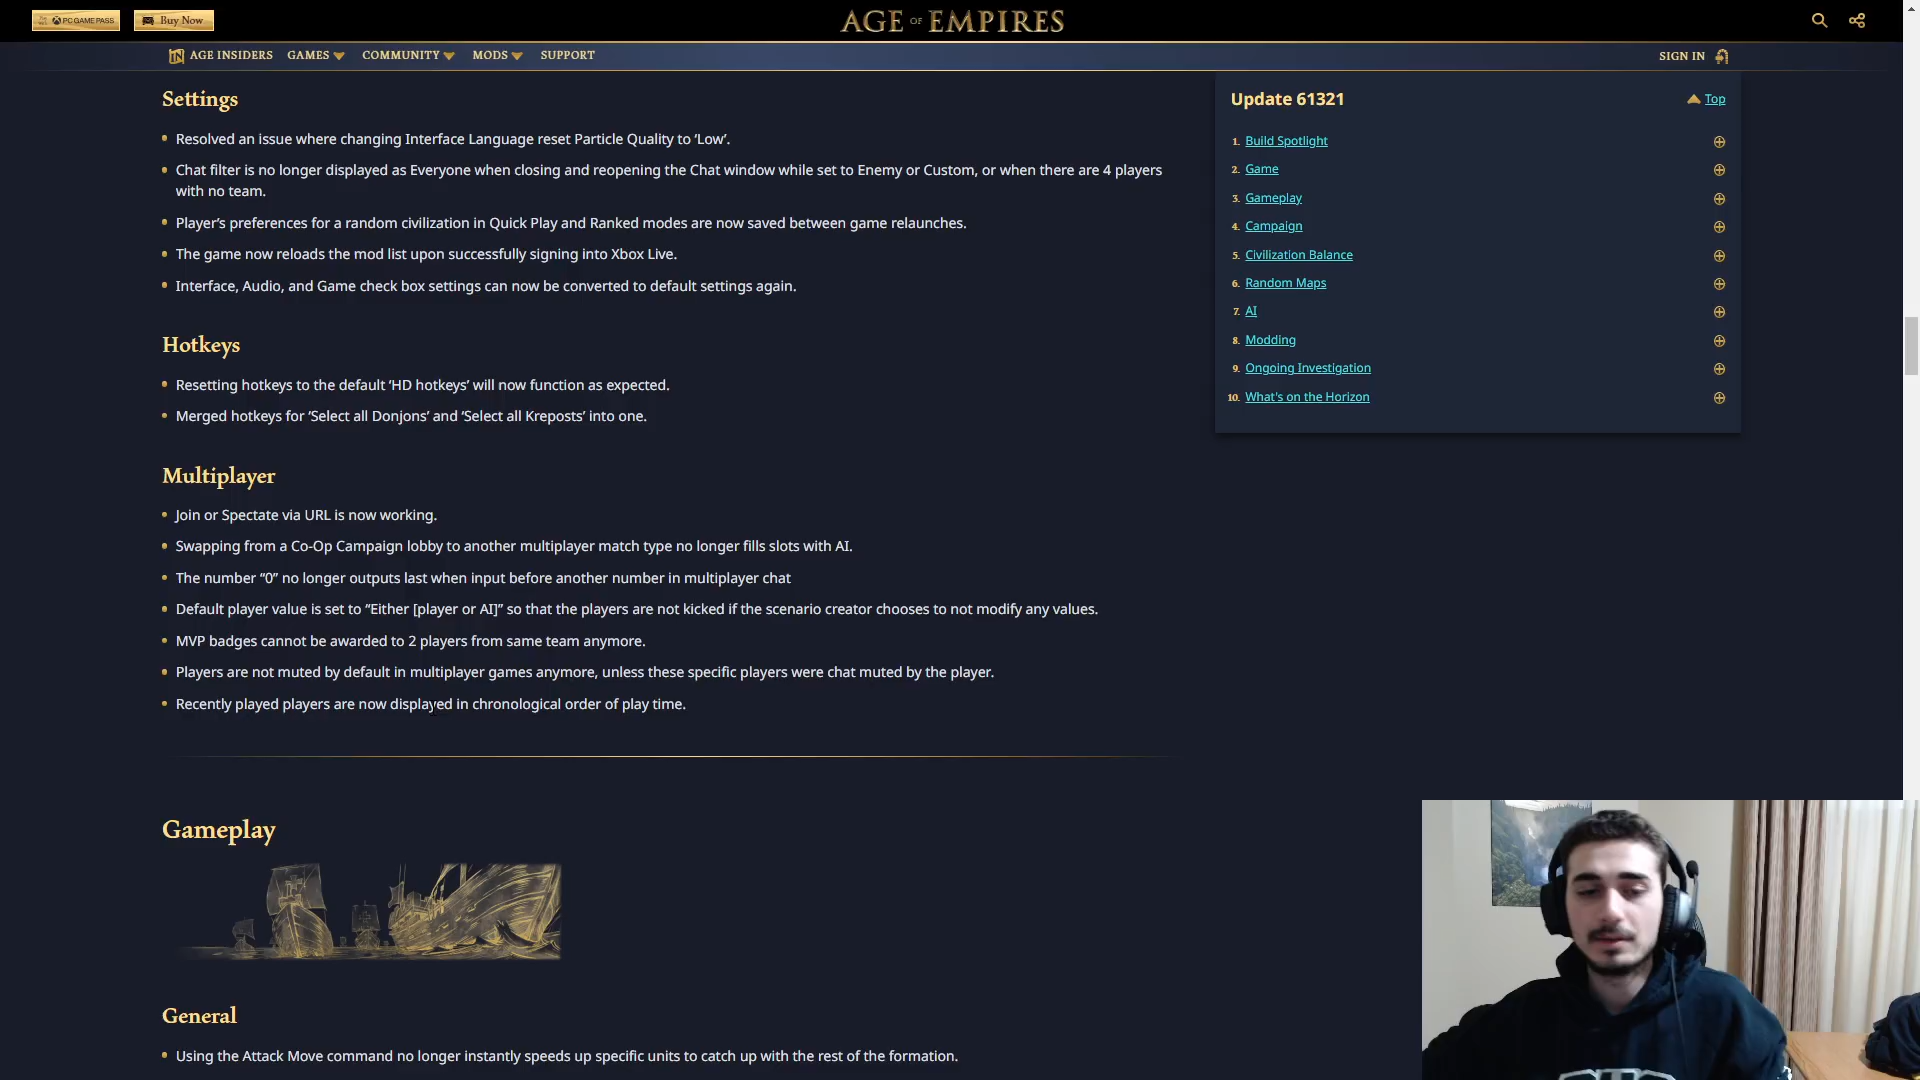 PC GAME PASS
Buy Now
AGE OF EMPIRES
AGE INSIDERS GAMES COMMUNITY MODS SUPPORT
SIGN IN
Settings
Resolved an issue where changing Interface Language reset Particle Quality to ‘Low’.
Chat filter is no longer displayed as Everyone when closing and reopening the Chat window while set to Enemy or Custom, or when there are 4 players
with no team.
Player’s preferences for a random civilization in Quick Play and Ranked modes are now saved between game relaunches.
The game now reloads the mod list upon successfully signing into Xbox Live.
Interface, Audio, and Game check box settings can now be converted to default settings again.
Hotkeys
Resetting hotkeys to the default ‘HD hotkeys’ will now function as expected.
Merged hotkeys for ‘Select all Donjons’ and ‘Select all Kreposts’ into one.
Multiplayer
Join or Spectate via URL is now working.
Swapping from a Co-Op Campaign lobby to another multiplayer match type no longer fills slots with AI.
The number “0” no longer outputs last when input before another number in multiplayer chat
Default player value is set to “Either [player or AI]” so that the players are not kicked if the scenario creator chooses to not modify any values.
MVP badges cannot be awarded to 2 players from same team anymore.
Players are not muted by default in multiplayer games anymore, unless these specific players were chat muted by the player.
Recently played players are now displayed in chronological order of play time.
Gameplay
General
Using the Attack Move command no longer instantly speeds up specific units to catch up with the rest of the formation.
Update 61321
Top
1. Build Spotlight
2. Game
3. Gameplay
4. Campaign
5. Civilization Balance
6. Random Maps
7. AI
8. Modding
9. Ongoing Investigation
10. What's on the Horizon